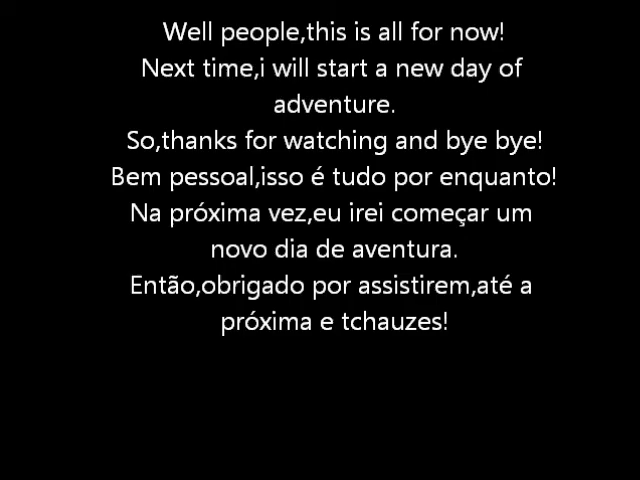 Well people,this is all for now!
Next time,i will start a new day of
adventure.
So,thanks for watching and bye bye!
Bem pessoal,isso é tudo por enquanto!
Na próxima vez,eu irei começar um
novo dia de aventura.
Então,obrigado por assistirem,até a
próxima e tchauzes!